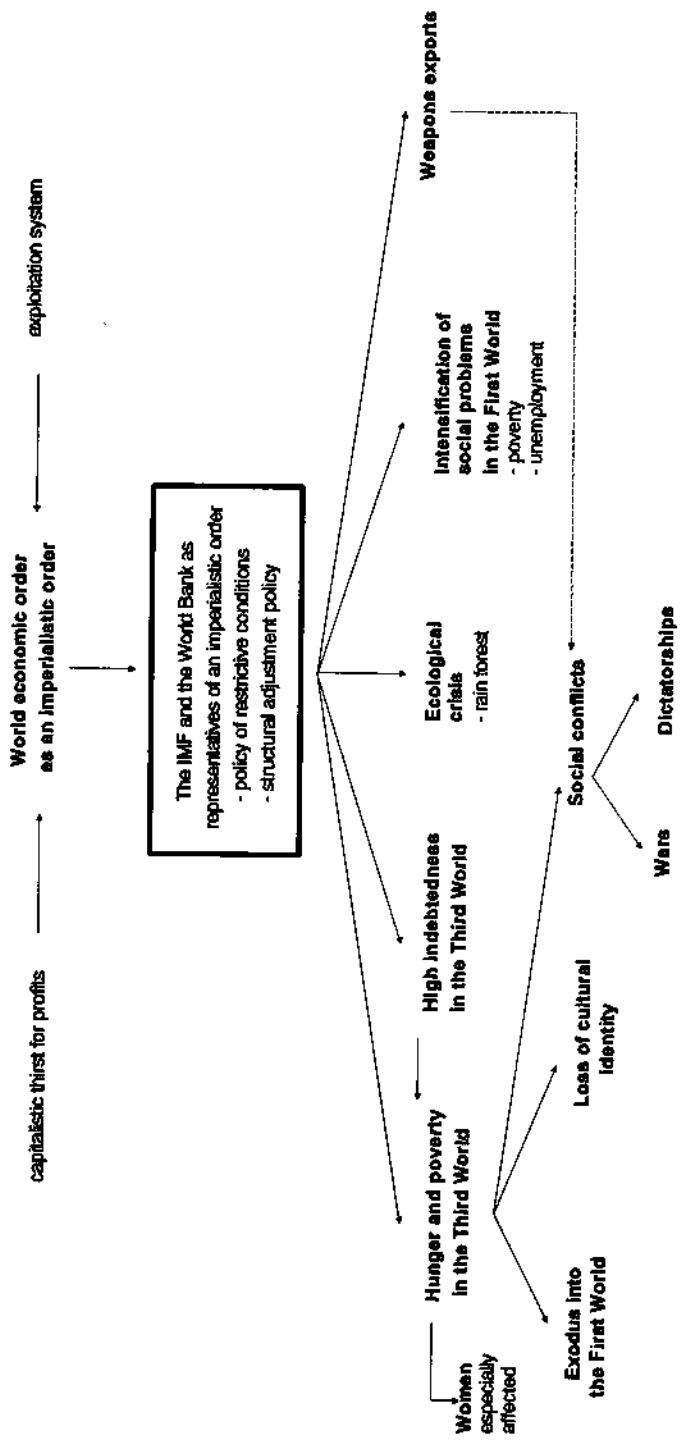 World economic order
as an imperialistic order
capitalistic thirst for profits
exploitation system
The IMF and the World Bank as
representatives of an imperialistic order
- policy of restrictive conditions
- structural adjustment policy
Hunger and poverty
in the Third World
High indebtedness
in the Third World
Ecological
crisis
- rain forest
Intensification of
social problems
in the First World
- poverty
- unemployment
Weapons exports
Women
especially
affected
Exodus into
the First World
Loss of cultural
identity
Social conflicts
Wars
Dictatorships